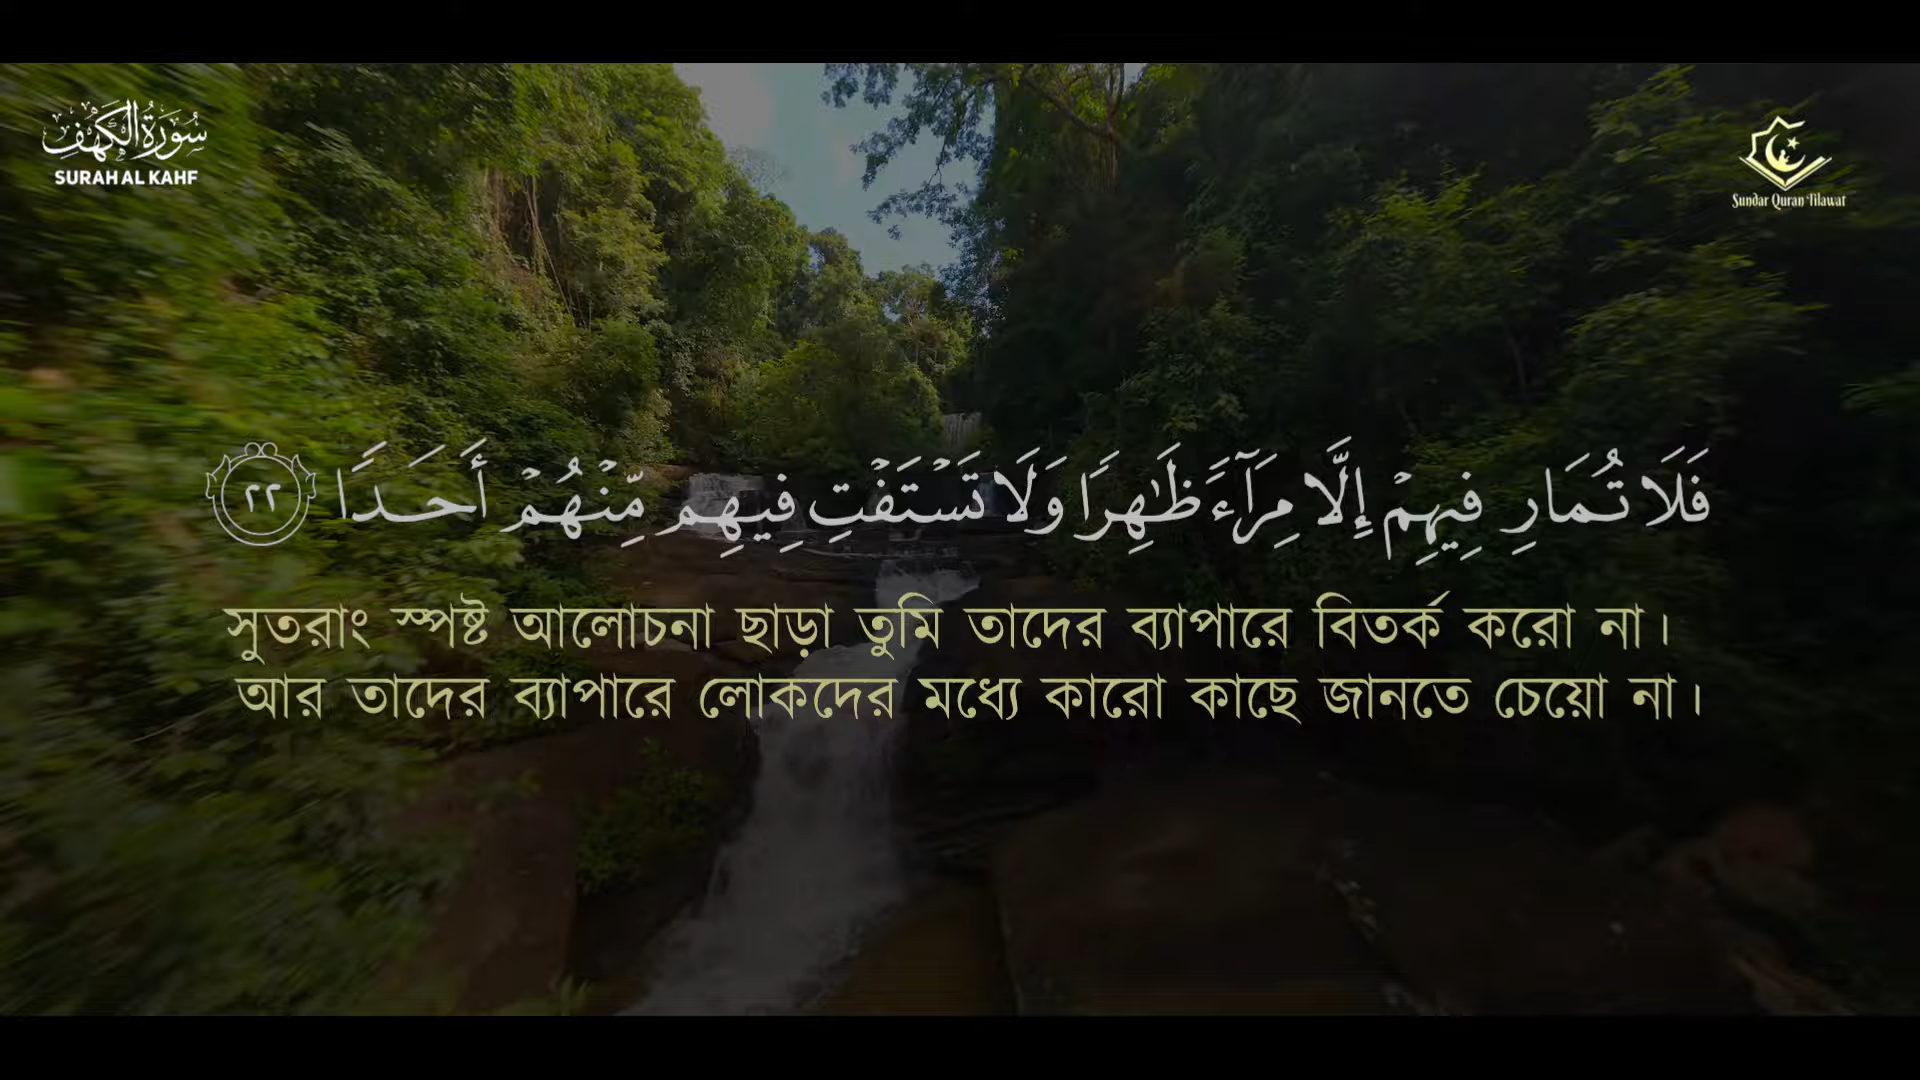 سُورَةُ الْكَهْفِ
SURAH AL KAHF
Sundar Quran Tilawat
فَلَا تُمَارِ فِيهِمْ إِلَّا مِرَآءً ظَٰهِرًا وَلَا تَسْتَفْتِ فِيهِم مِّنْهُمْ أَحَدًا ٢٢
সুতরাং স্পষ্ট আলোচনা ছাড়া তুমি তাদের ব্যাপারে বিতর্ক করো না।
আর তাদের ব্যাপারে লোকদের মধ্যে কারো কাছে জানতে চেয়ো না।